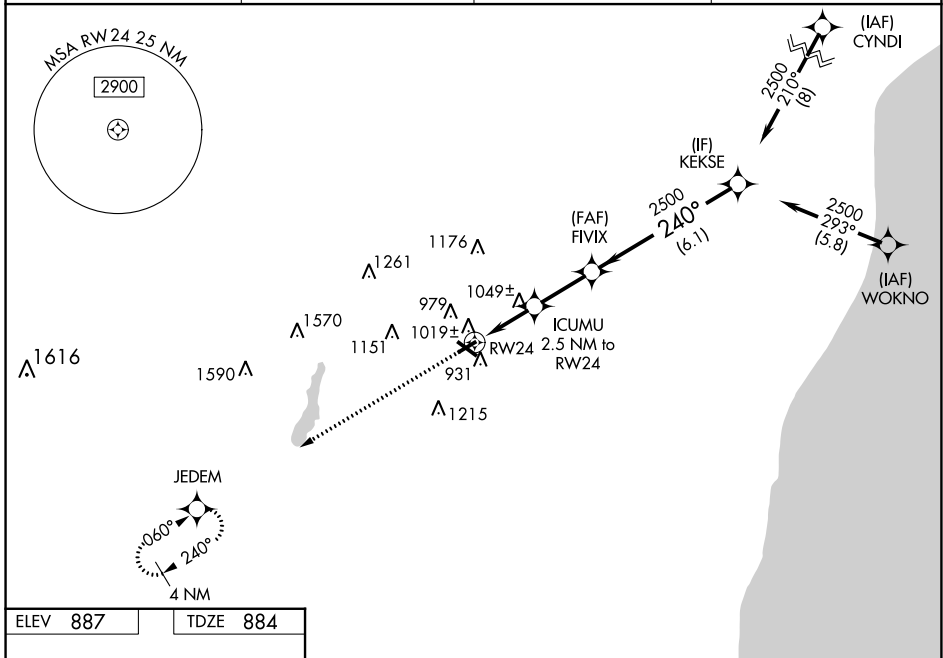 MSA RW 24 25 NM
2900
(IAF)
CYNDI
2500
210°
(8)
(IF)
KEKSE
2500
240°
(6.1)
2500
293°
(5.8)
(IAF)
WOKNO
(FAF)
FIVIX
1176
1261
1049±
979
1570
1019±
1151
ICUMU
2.5 NM to
RW24
RW24
1616
1590
931
1215
JEDEM
060°
240°
4 NM
ELEV 887
TDZE 884